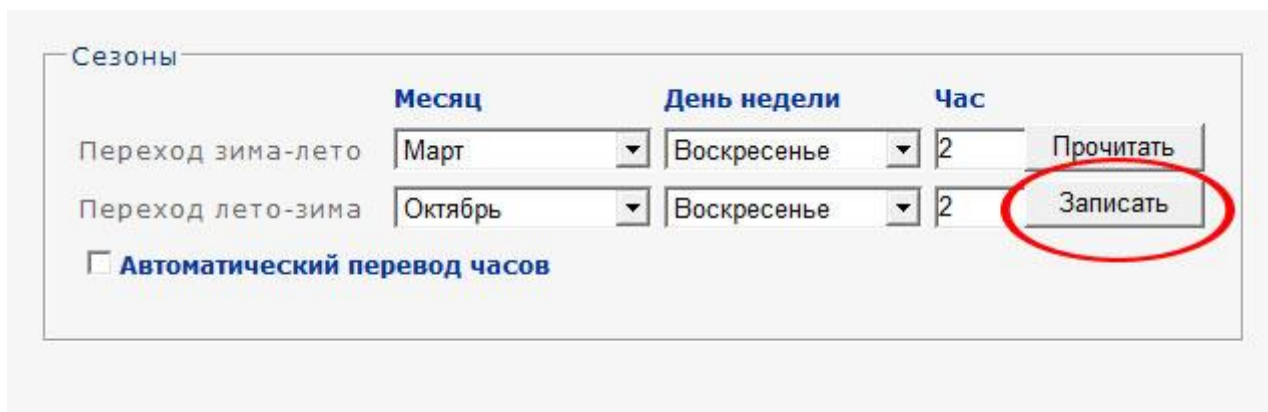 Сезоны
Месяц День недели Час
Переход зима-лето Март Воскресенье 2 Прочитать
Переход лето-зима Октябрь Воскресенье 2 Записать
Автоматический перевод часов